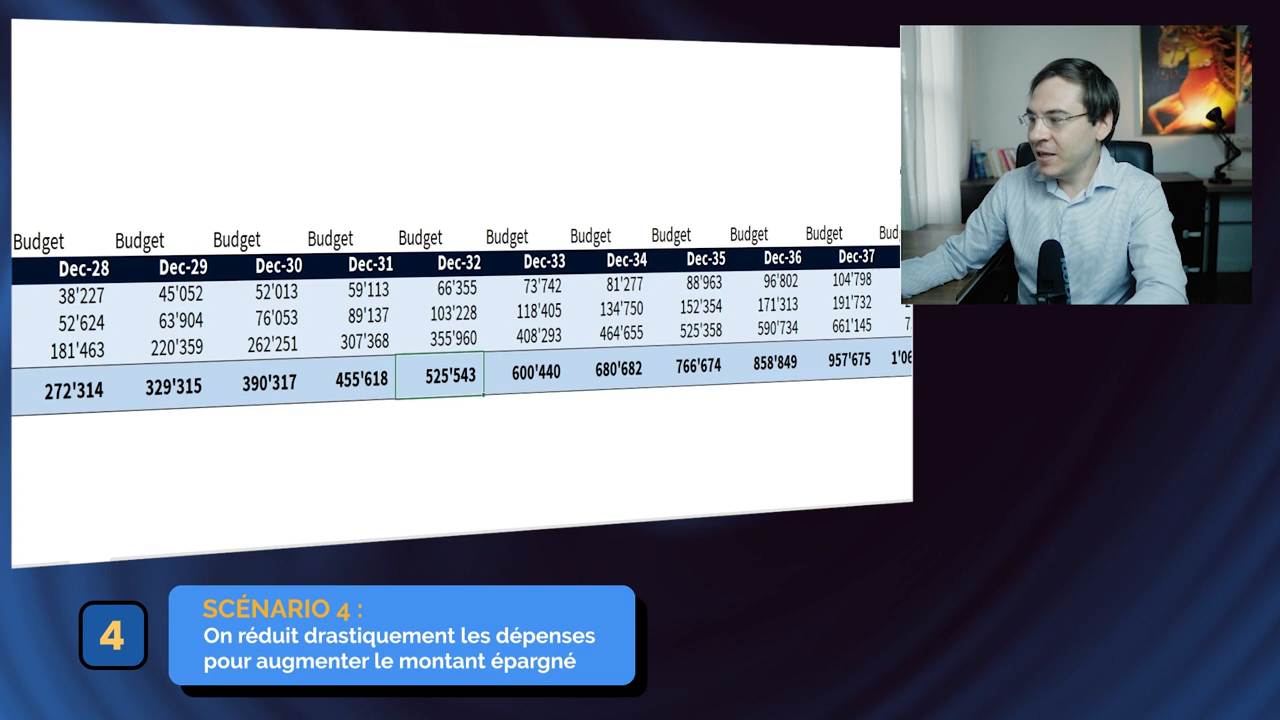 Budget Budget Budget Budget Budget Budget Budget Budget Budget Budget
Dec-28 Dec-29 Dec-30 Dec-31 Dec-32 Dec-33 Dec-34 Dec-35 Dec-36 Dec-37
38'227 45'052 52'013 59'113 66'355 73'742 81'277 88'963 96'802 104'798
52'624 63'904 76'053 89'137 103'228 118'405 134'750 152'354 171'313 191'732
181'463 220'359 262'251 307'368 355'960 408'293 464'655 525'358 590'734 661'145
272'314 329'315 390'317 455'618 525'543 600'440 680'682 766'674 858'849 957'675
4
SCÉNARIO 4 :
On réduit drastiquement les dépenses
pour augmenter le montant épargné